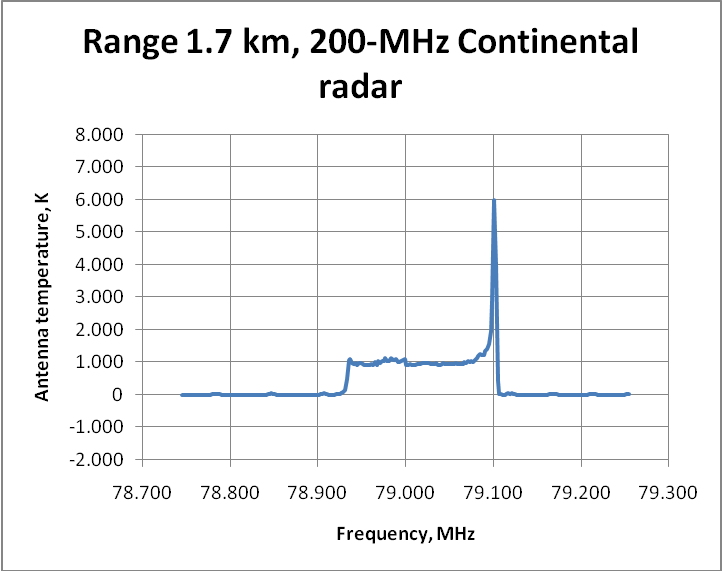 Range 1.7 km, 200-MHz Continental
radar
8.000
7.000
6.000
5.000
4.000
3.000
2.000
1.000
0
-1.000
-2.000
Antenna temperature, K
78.700 78.800 78.900 79.000 79.100 79.200 79.300
Frequency, MHz